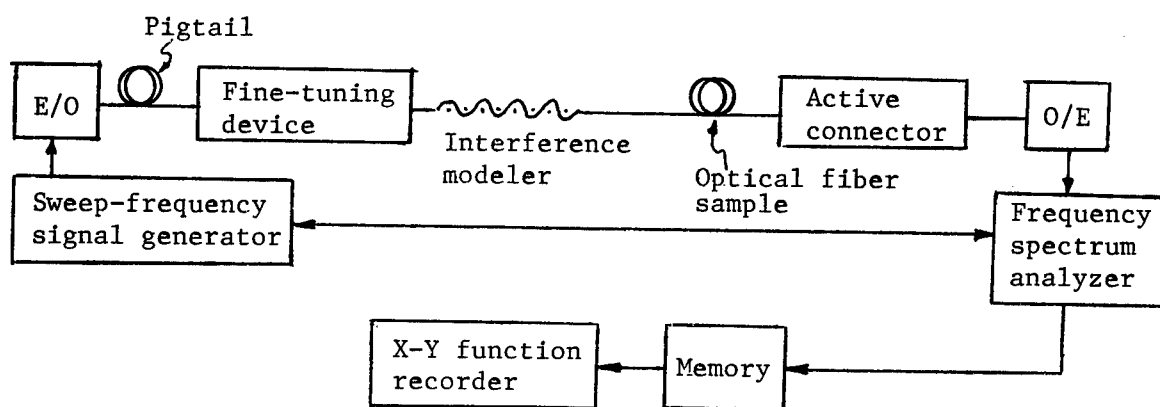 Pigtail
E/O
Fine-tuning
device
Interference
modeler
Optical fiber
sample
Active
connector
O/E
Sweep-frequency
signal generator
Frequency
spectrum
analyzer
X-Y function
recorder
Memory